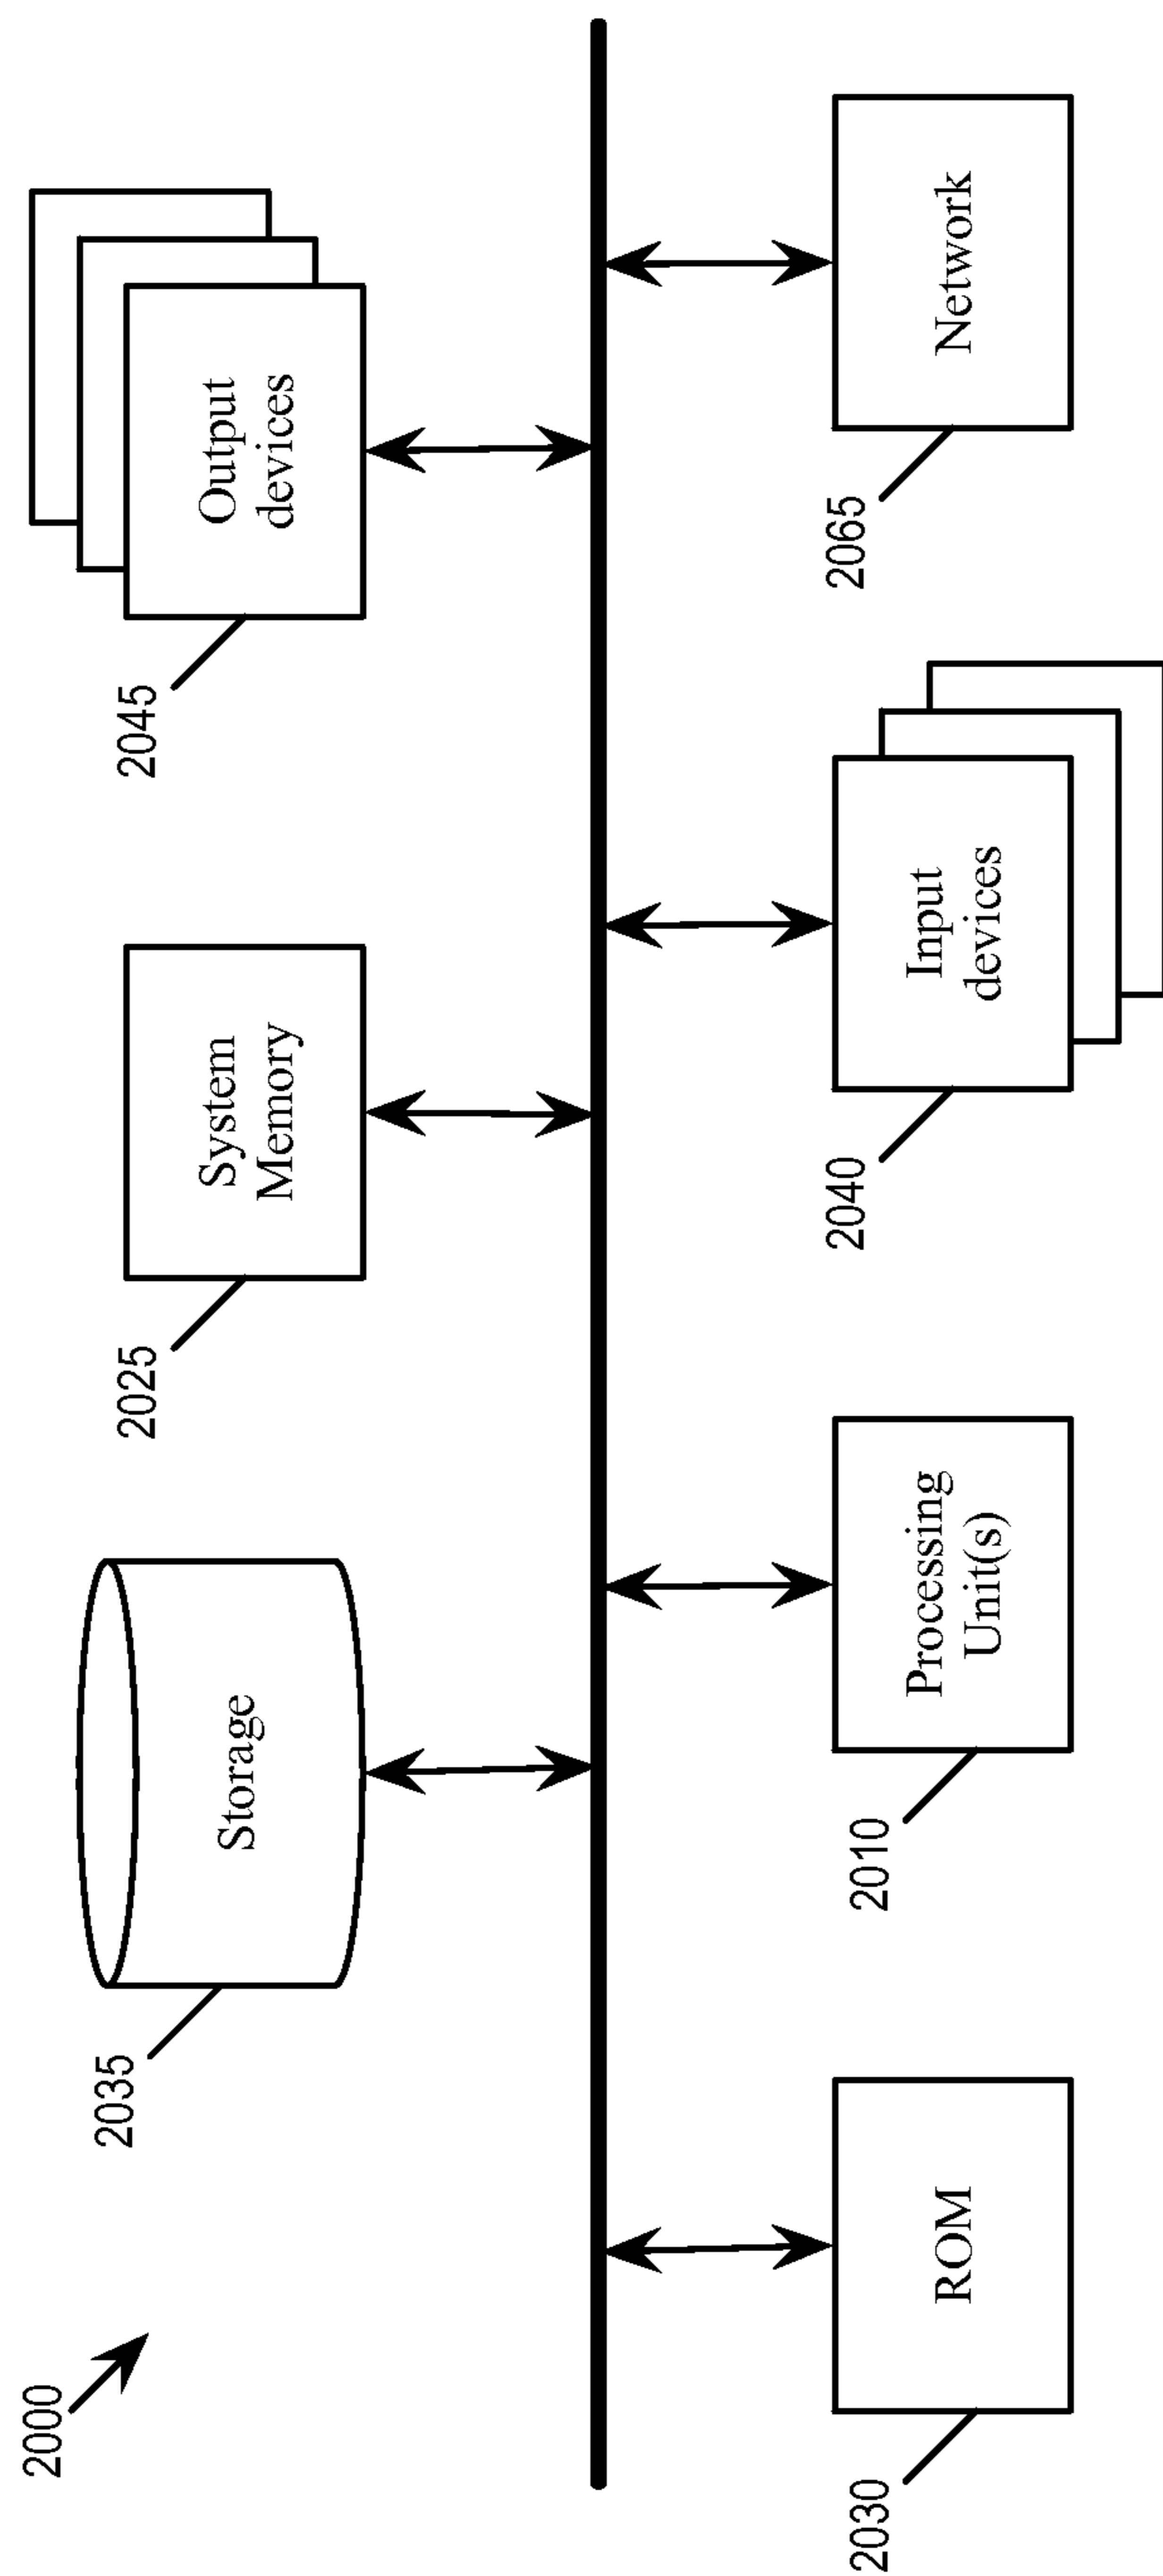 2000
2035
Storage
2025
System
Memory
2045
Output
devices
2030
ROM
2010
Processing
Unit(s)
2040
Input
devices
2065
Network